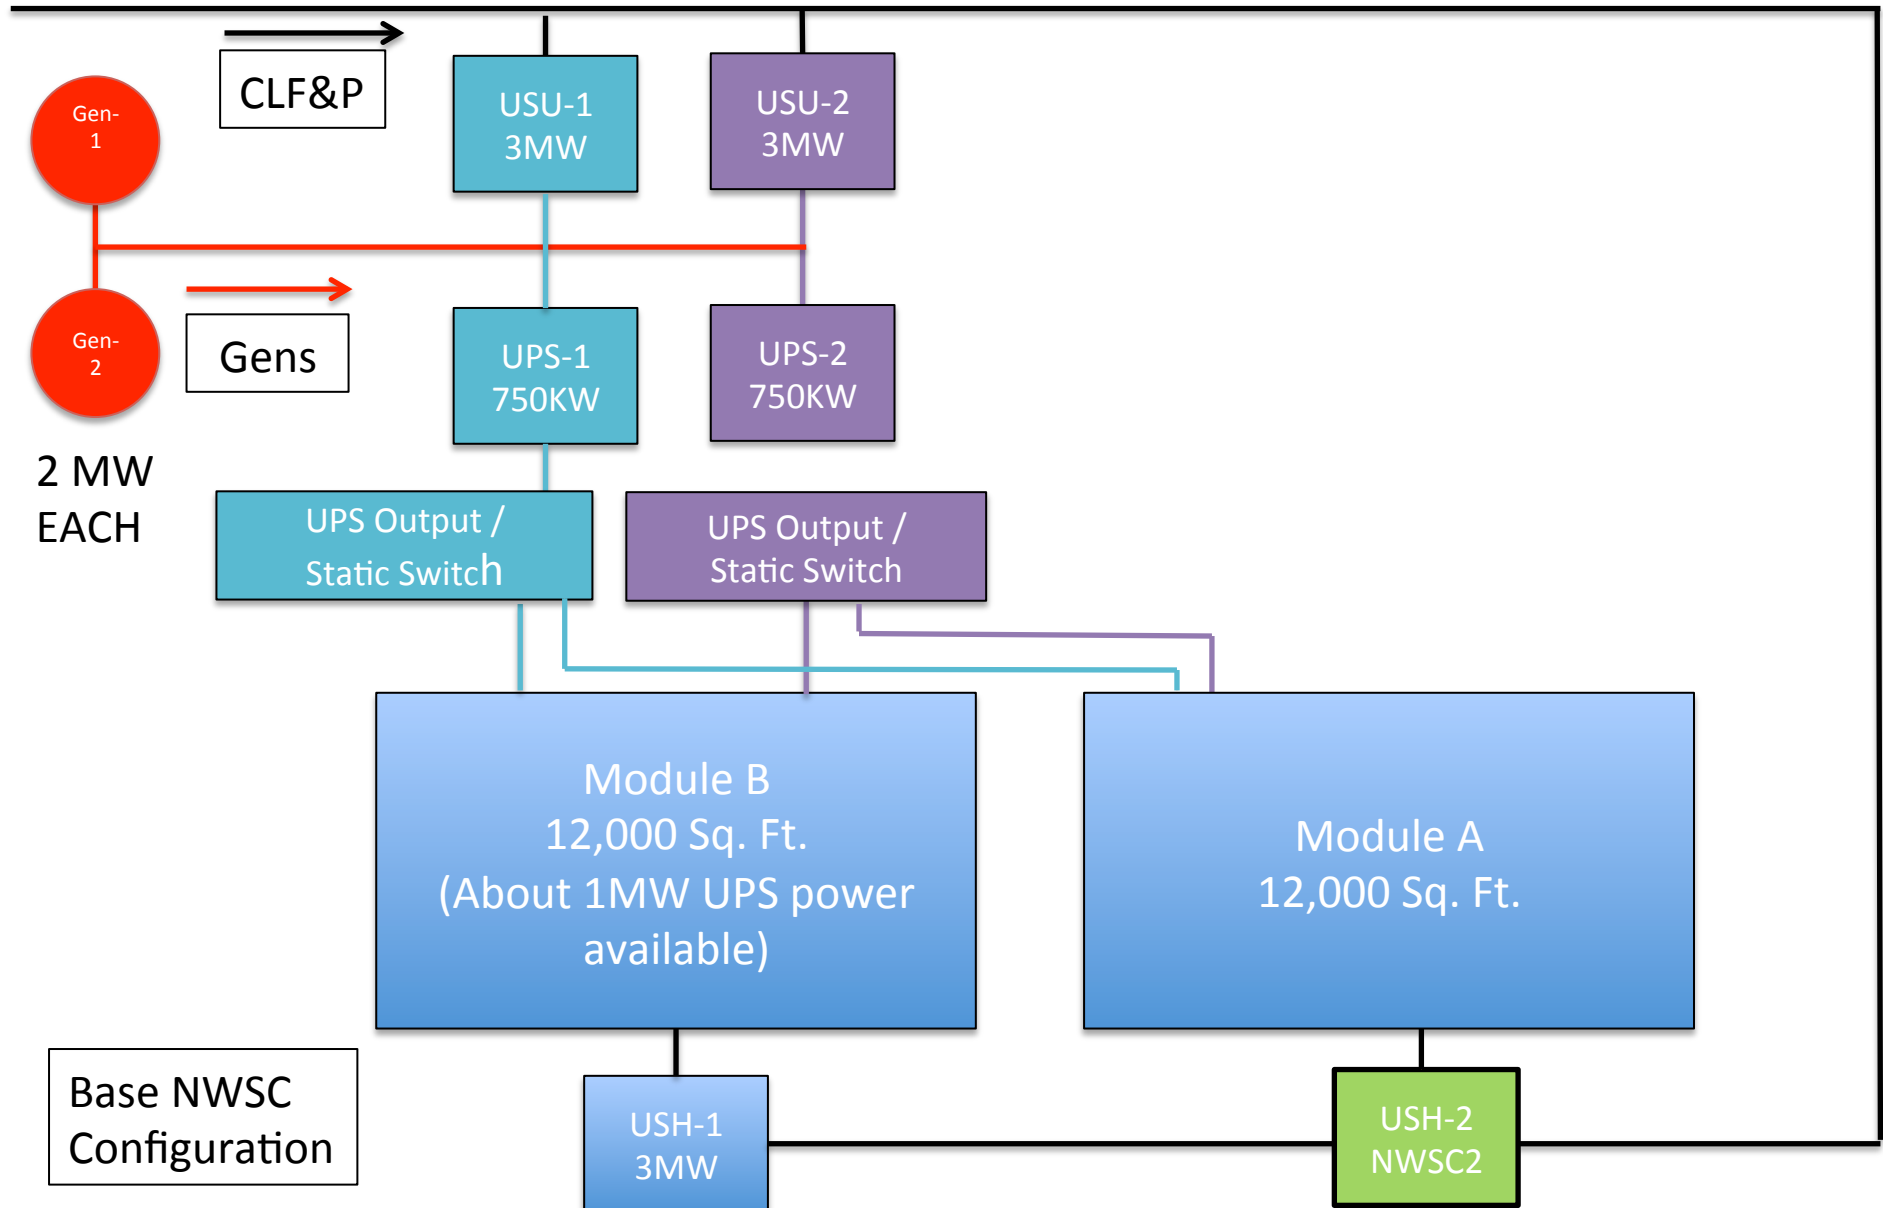 CLF&P
Gen-
1
USU-1
3MW
USU-2
3MW
Gen-
2
Gens
UPS-1
750KW
UPS-2
750KW
2 MW
EACH
UPS Output /
Static Switch
UPS Output /
Static Switch
Module B
12,000 Sq. Ft.
(About 1MW UPS power
available)
Module A
12,000 Sq. Ft.
Base NWSC
Configuration
USH-1
3MW
USH-2
NWSC2